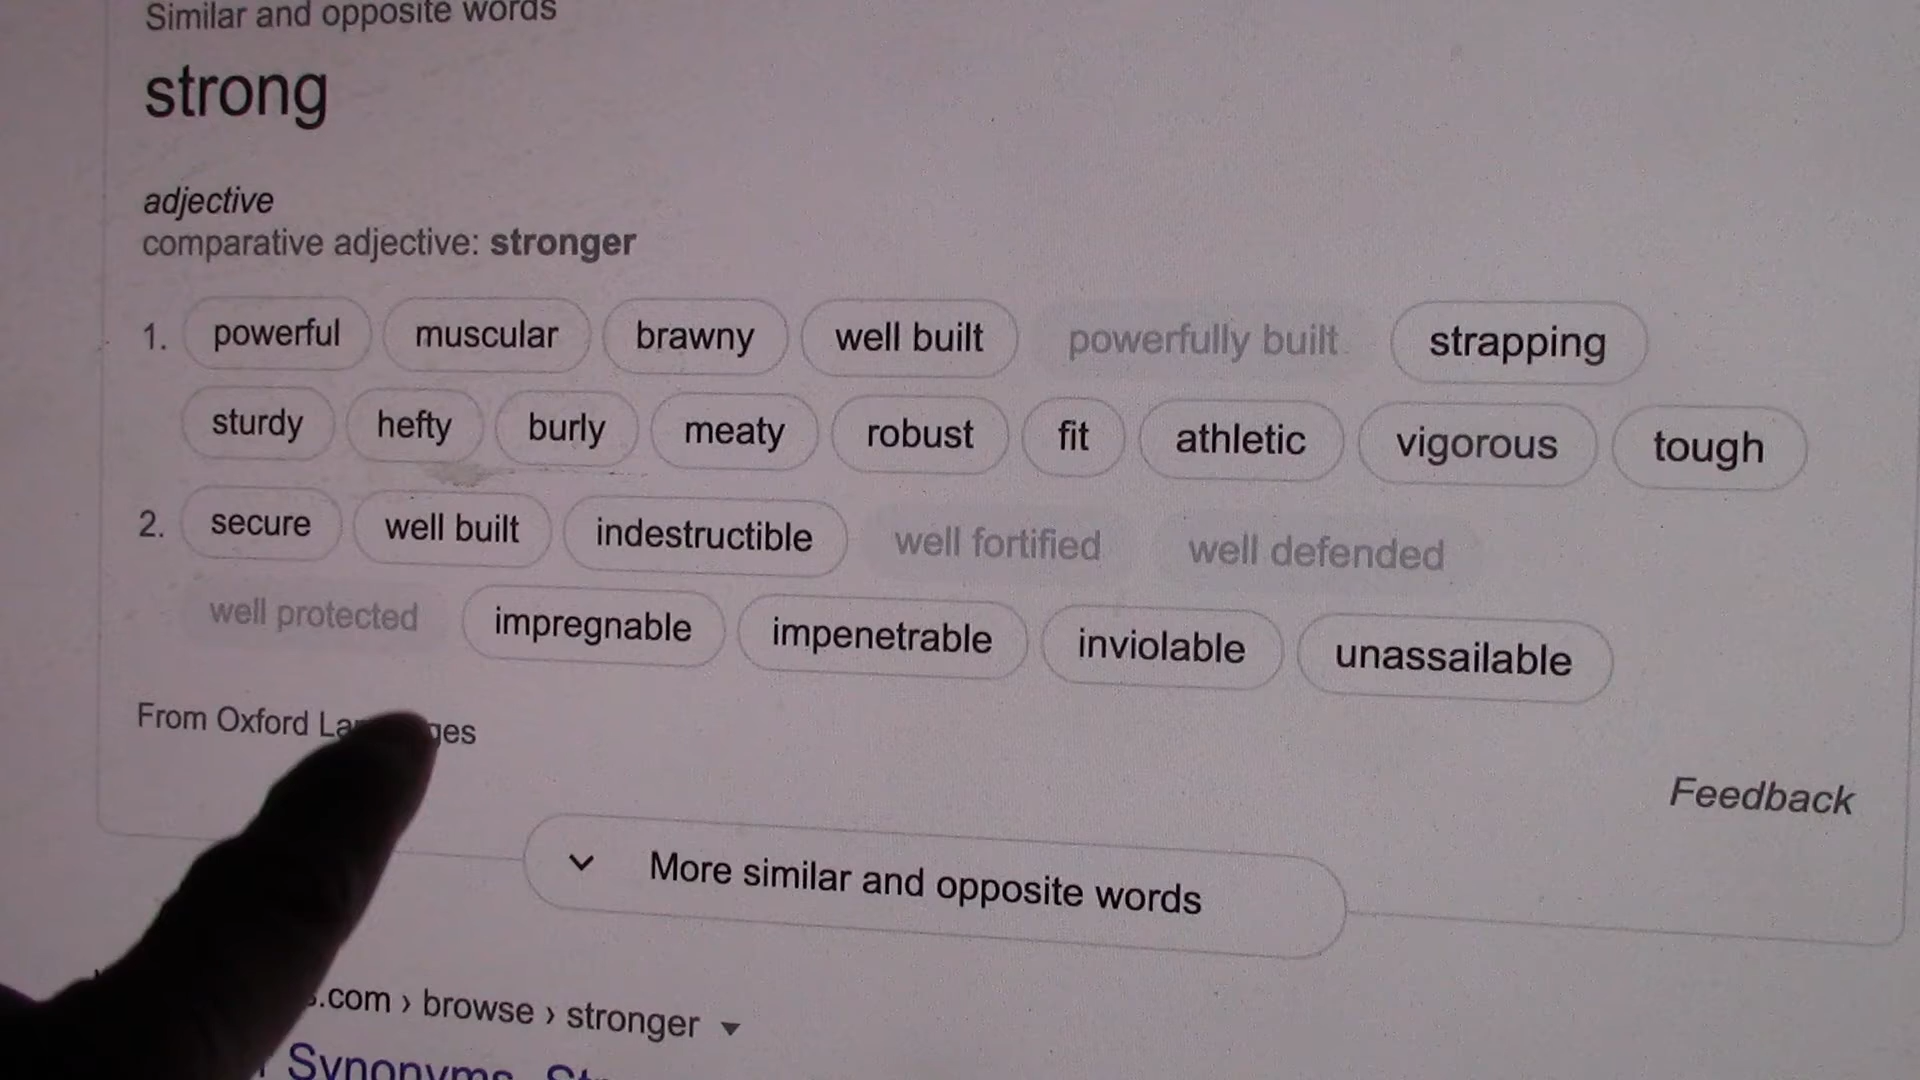 Similar and opposite words
strong
adjective
comparative adjective: stronger
1. powerful muscular brawny well built powerfully built strapping
sturdy hefty burly meaty robust fit athletic vigorous tough
2. secure well built indestructible well fortified well defended
well protected impregnable impenetrable inviolable unassailable
From Oxford
Feedback
More similar and opposite words
.com › browse › stronger
Synonyms